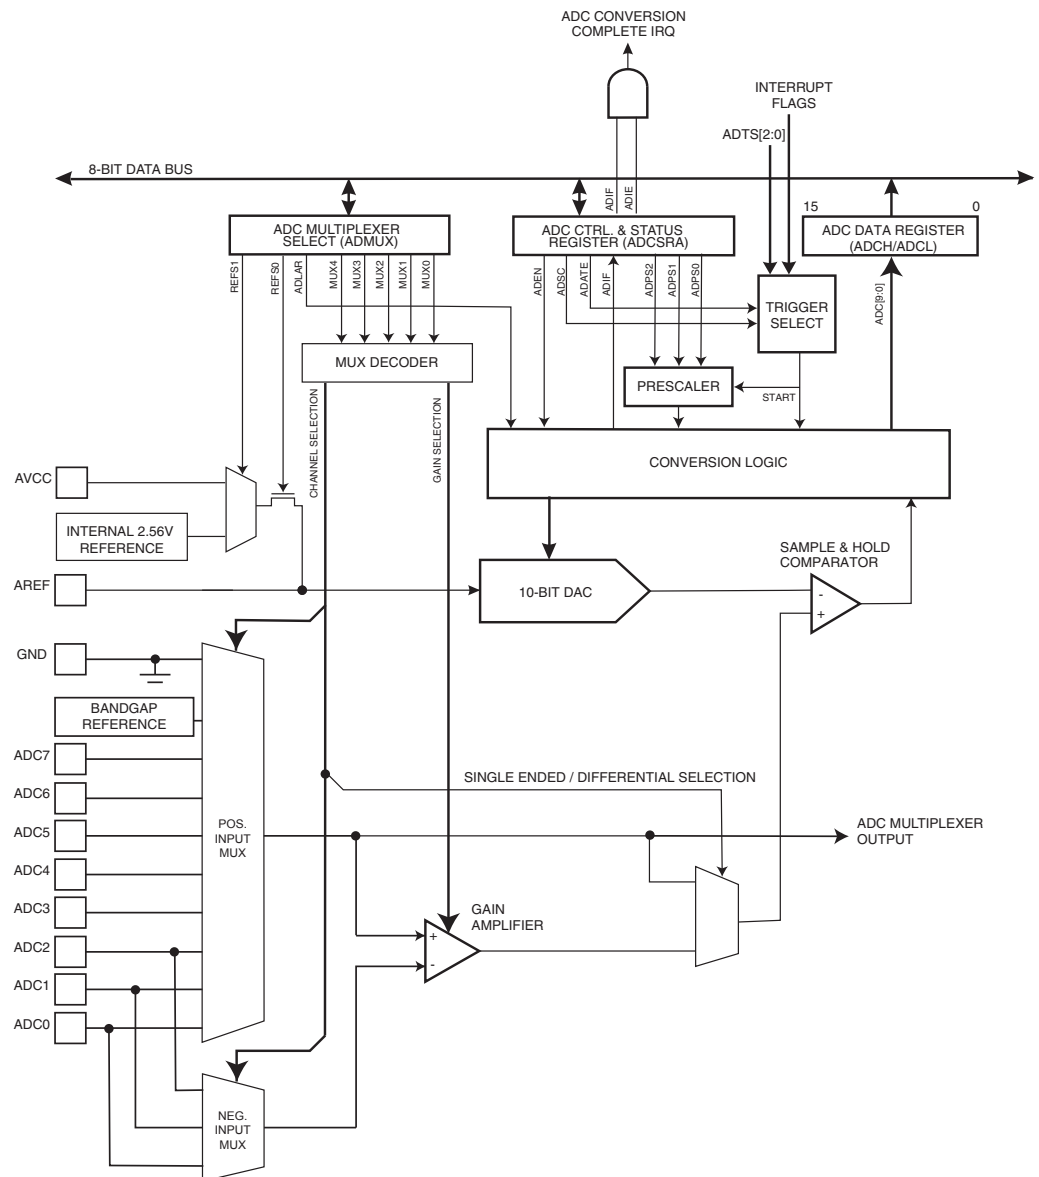 ADC CONVERSION
COMPLETE IRQ
INTERRUPT
FLAGS
ADTS[2:0]
8-BIT DATA BUS
ADIF
ADIE
15
0
ADC MULTIPLEXER
SELECT (ADMUX)
ADC CTRL. & STATUS
REGISTER (ADCSRA)
ADC DATA REGISTER
(ADCH/ADCL)
REFS1
REFS0
ADLAR
MUX4
MUX3
MUX2
MUX1
MUX0
ADEN
ADSC
ADATE
ADIF
ADPS2
ADPS1
ADPS0
ADC[9:0]
TRIGGER
SELECT
MUX DECODER
PRESCALER
START
CHANNEL SELECTION
GAIN SELECTION
CONVERSION LOGIC
AVCC
INTERNAL 2.56V
REFERENCE
SAMPLE & HOLD
COMPARATOR
AREF
10-BIT DAC
-
+
GND
BANDGAP
REFERENCE
ADC7
SINGLE ENDED / DIFFERENTIAL SELECTION
ADC6
ADC5
POS.
INPUT
MUX
ADC MULTIPLEXER
OUTPUT
ADC4
ADC3
GAIN
AMPLIFIER
+
-
ADC2
ADC1
ADC0
NEG.
INPUT
MUX